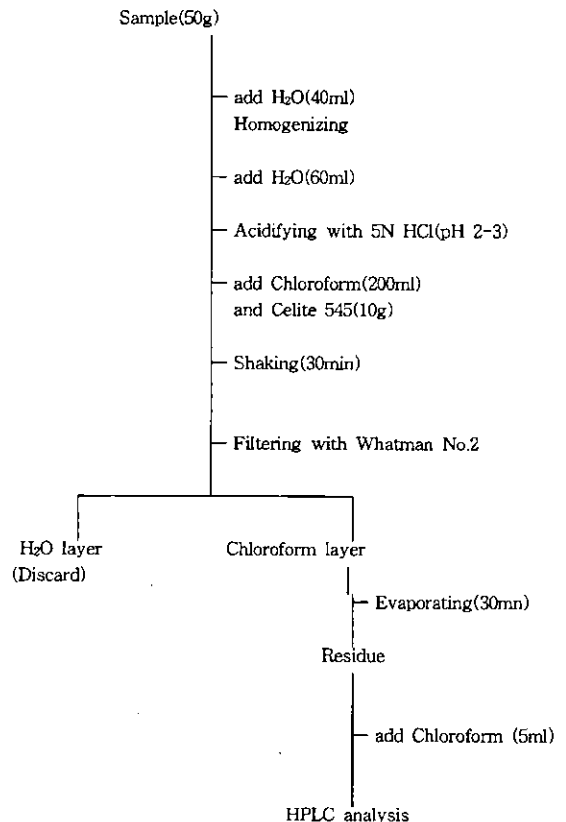 Sample(50g)
add H₂O(40ml)
Homogenizing
add H₂O(60ml)
Acidifying with 5N HCl(pH 2-3)
add Chloroform(200ml)
and Celite 545(10g)
Shaking(30min)
Filtering with Whatman No.2
H₂O layer
(Discard)
Chloroform layer
Evaporating(30mn)
Residue
add Chloroform (5ml)
HPLC analysis